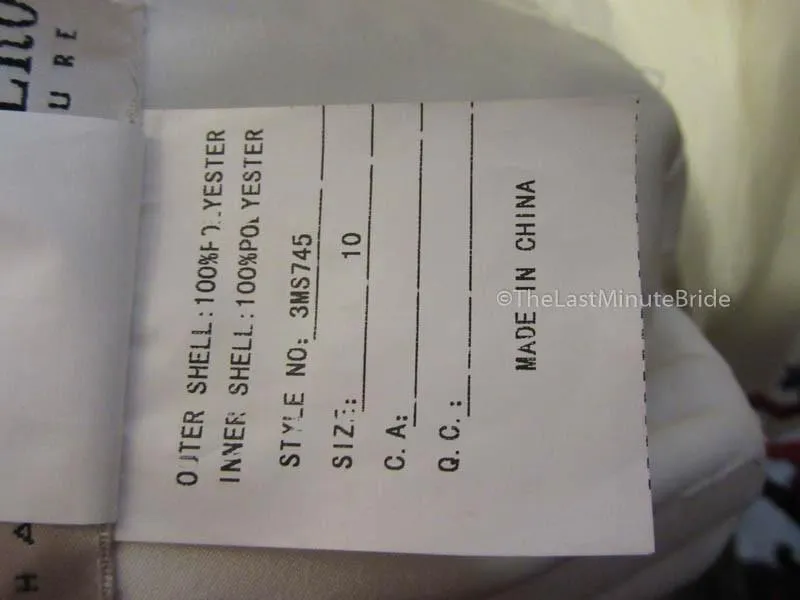 OUTER SHELL:100%POLYESTER
INNER SHELL:100%POLYESTER
STYLE NO: 3MS745
SIZE: 10
C.A:
Q.C.:
MADE IN CHINA
©TheLastMinuteBride